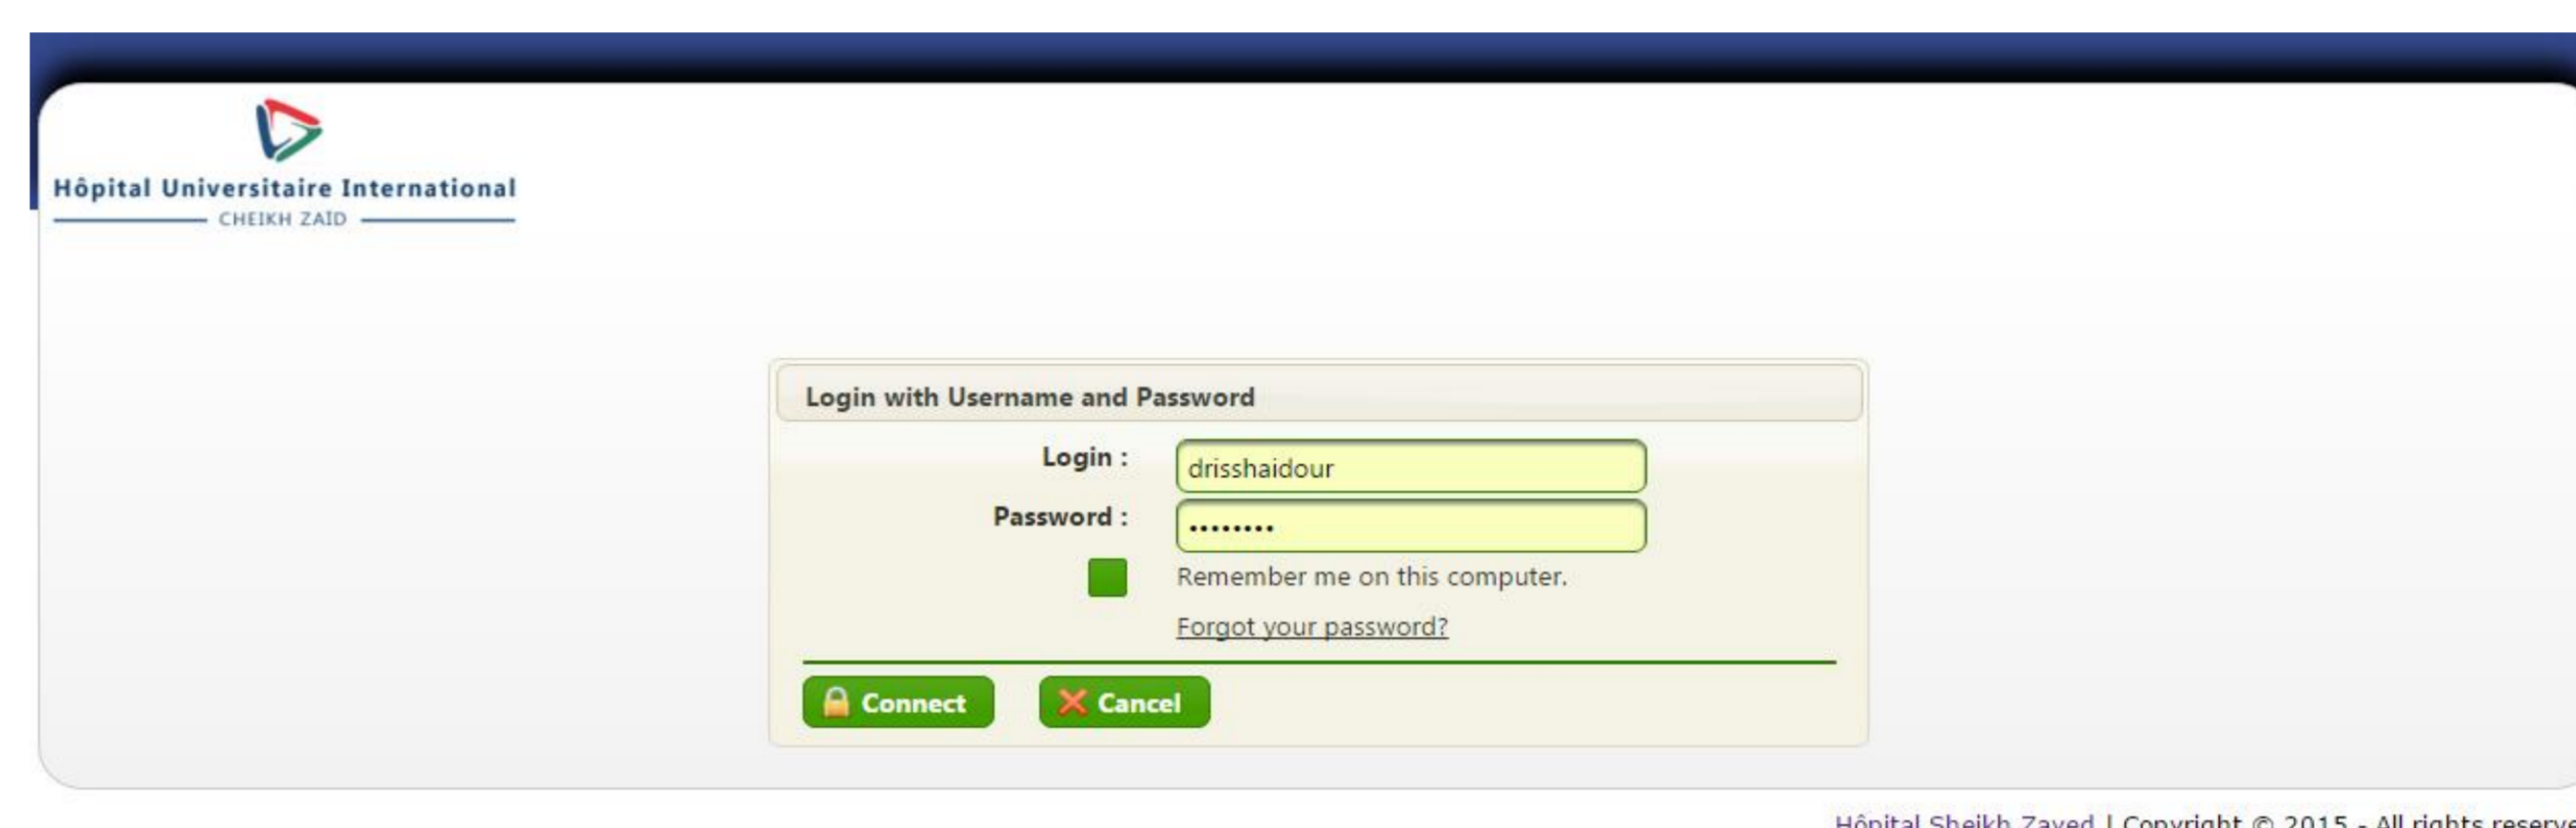 Hôpital Universitaire International
CHEIKH ZAÏD
Login with Username and Password
Login :
drisshaidour
Password :
••••••••
Remember me on this computer.
Forgot your password?
Connect
Cancel
Hôpital Sheikh Zayed | Copyright © 2015 - All rights